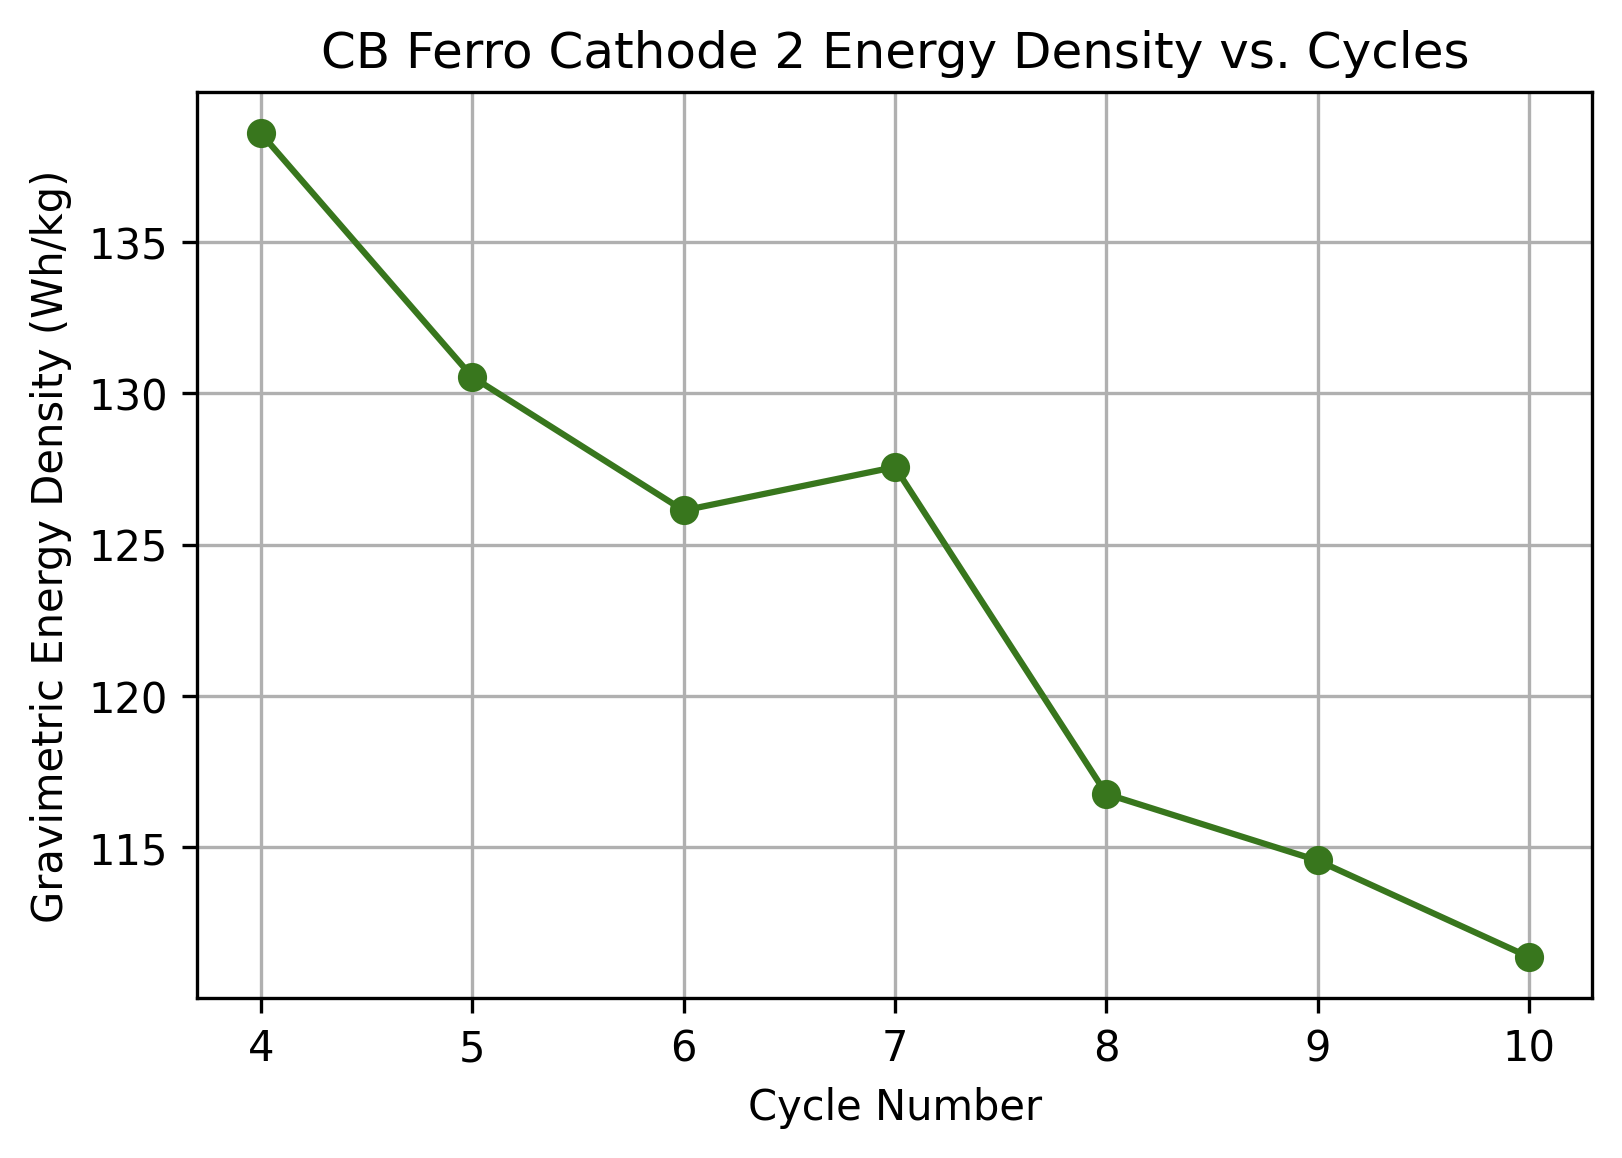 CB Ferro Cathode 2 Energy Density vs. Cycles
Gravimetric Energy Density (Wh/kg)
135
130
125
120
115
4 5 6 7 8 9 10
Cycle Number